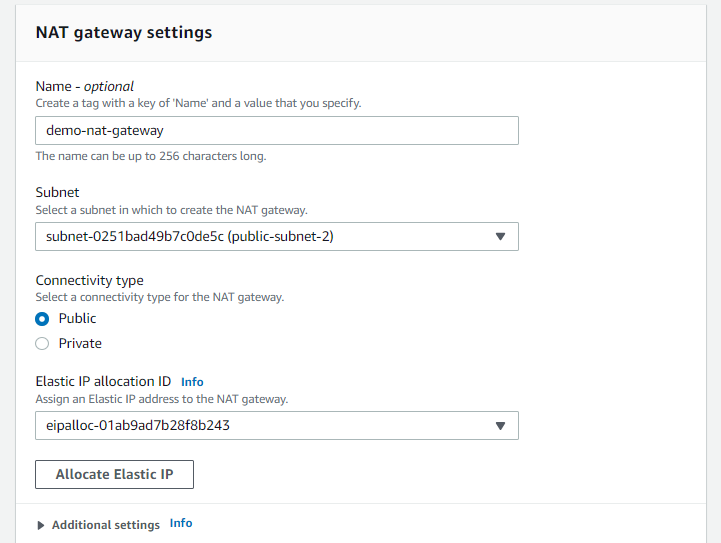 NAT gateway settings
Name - optional
Create a tag with a key of 'Name' and a value that you specify.
demo-nat-gateway
The name can be up to 256 characters long.
Subnet
Select a subnet in which to create the NAT gateway.
subnet-0251bad49b7c0de5c (public-subnet-2)
Connectivity type
Select a connectivity type for the NAT gateway.
Public
Private
Elastic IP allocation ID Info
Assign an Elastic IP address to the NAT gateway.
eipalloc-01ab9ad7b28f8b243
Allocate Elastic IP
Additional settings Info